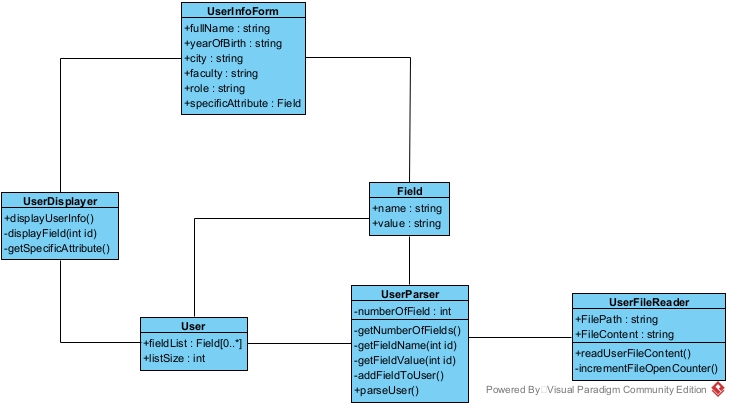 UserInfoForm
+fullName : string
+yearOfBirth : string
+city : string
+faculty : string
+role : string
+specificAttribute : Field
Field
+name : string
+value : string
UserDisplayer
+displayUserInfo()
-displayField(int id)
-getSpecificAttribute()
User
+fieldList : Field[0..*]
+listSize : int
UserParser
-numberOfField : int
-getNumberOfFields()
-getFieldName(int id)
-getFieldValue(int id)
-addFieldToUser()
+parseUser()
UserFileReader
+FilePath : string
+FileContent : string
+readUserFileContent()
-incrementFileOpenCounter()
Powered By Visual Paradigm Community Edition